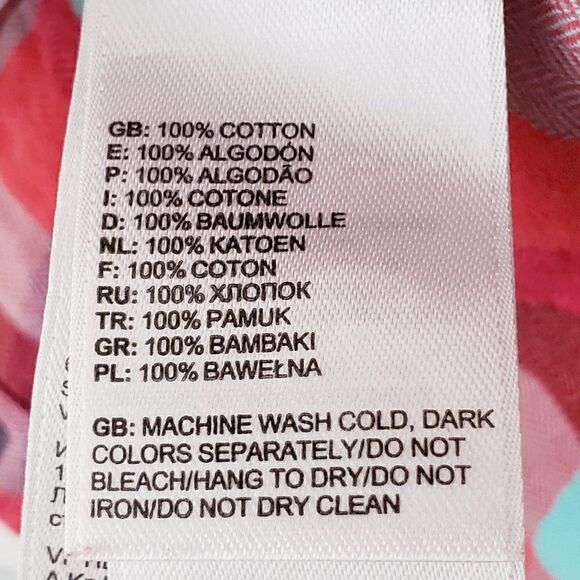 GB: 100% COTTON
E: 100% ALGODÓN
P: 100% ALGODÃO
I: 100% COTONE
D: 100% BAUMWOLLE
NL: 100% KATOEN
F: 100% COTON
RU: 100% ХЛОПОК
TR: 100% PAMUK
GR: 100% BAMBAKI
PL: 100% BAWEŁNA
GB: MACHINE WASH COLD, DARK
COLORS SEPARATELY/DO NOT
BLEACH/HANG TO DRY/DO NOT
IRON/DO NOT DRY CLEAN